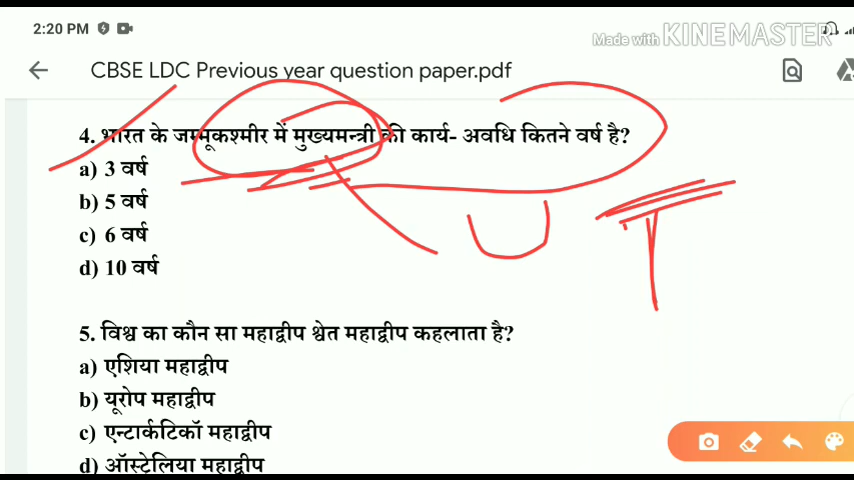 2:20 PM
Made with KINEMASTER
CBSE LDC Previous year question paper.pdf
4. भारत के जम्मूकश्मीर में मुख्यमन्त्री की कार्य- अवधि कितने वर्ष है?
a) 3 वर्ष
b) 5 वर्ष
c) 6 वर्ष
d) 10 वर्ष
UT
5. विश्व का कौन सा महाद्वीप श्वेत महाद्वीप कहलाता है?
a) एशिया महाद्वीप
b) यूरोप महाद्वीप
c) एन्टार्कटिकॉ महाद्वीप
d) ऑस्टेलिया महाद्वीप